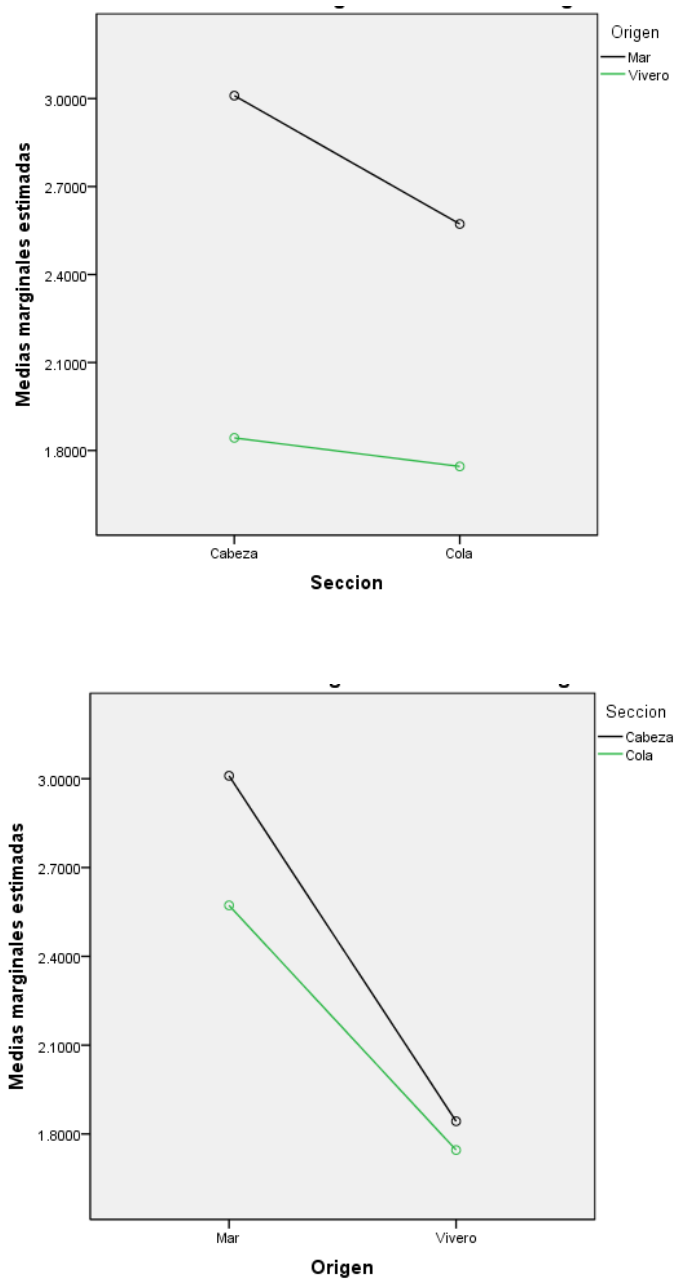 Origen
Mar
Vivero
3.0000
2.7000
2.4000
2.1000
1.8000
Medias marginales estimadas
Cabeza
Cola
Seccion
Seccion
Cabeza
Cola
3.0000
2.7000
2.4000
2.1000
1.8000
Medias marginales estimadas
Mar
Vivero
Origen